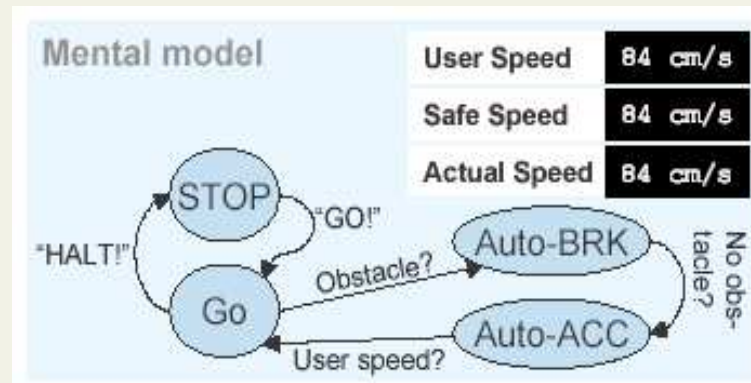 Mental model
User Speed 84 cm/s
Safe Speed 84 cm/s
Actual Speed 84 cm/s
STOP
"GO!"
"HALT!"
Auto-BRK
No obs-
tacle?
Obstacle?
Go
Auto-ACC
User speed?